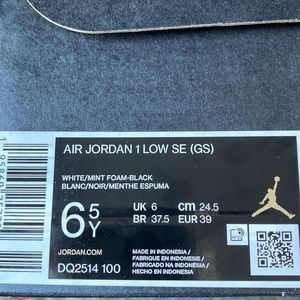 AIR JORDAN 1 LOW SE (GS)
WHITE/MINT FOAM-BLACK
BLANC/NOIR/MENTHE ESPUMA
6 5 Y
UK 6 cm 24.5
BR 37.5 EUR 39
JORDAN.COM
DQ2514 100
MADE IN INDONESIA/
FABRIQUE EN INDONESIE/
FABRICADO NA INDONÉSIA/
HECHO EN INDONESIA